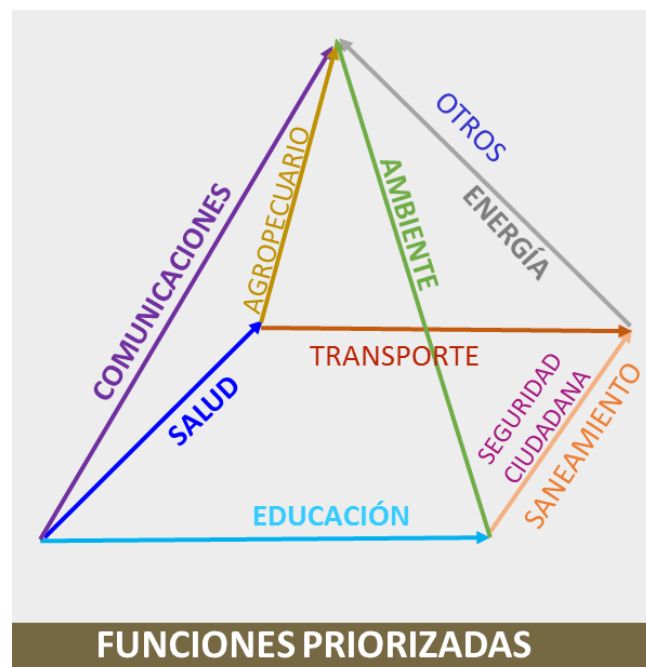 OTROS
ENERGÍA
AGROPECUARIO
AMBIENTE
COMUNICACIONES
TRANSPORTE
SALUD
SEGURIDAD
CIUDADANA
SANEAMIENTO
EDUCACIÓN
FUNCIONES PRIORIZADAS